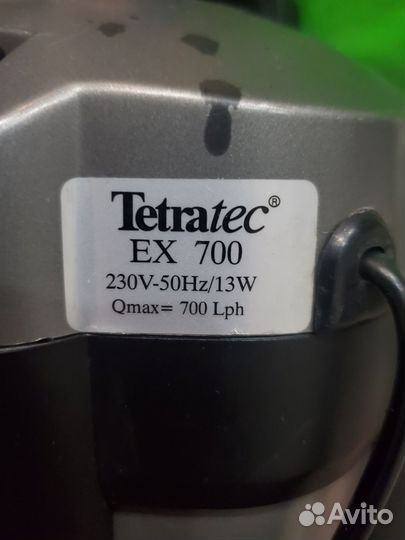 Tetratec®
EX 700
230V-50Hz/13W
Qmax= 700 Lph
Avito